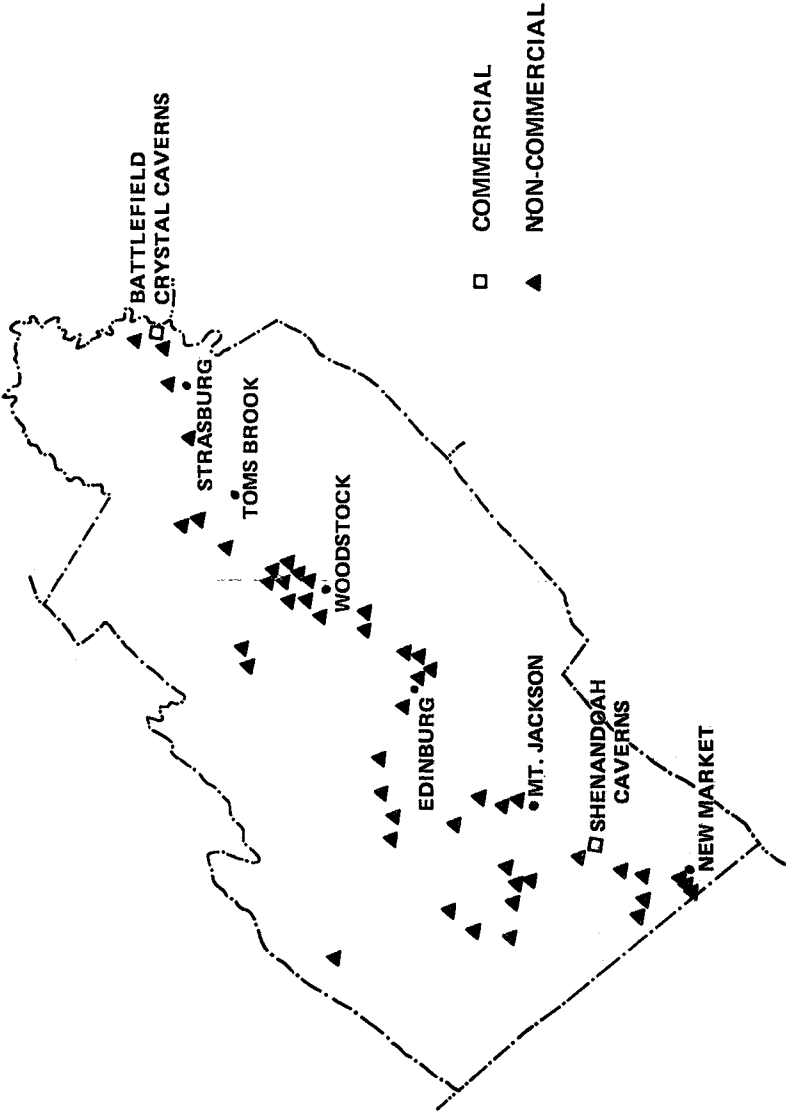 BATTLEFIELD
CRYSTAL CAVERNS
STRASBURG
TOMS BROOK
WOODSTOCK
EDINBURG
MT. JACKSON
SHENANDOAH
CAVERNS
NEW MARKET
COMMERCIAL
NON-COMMERCIAL